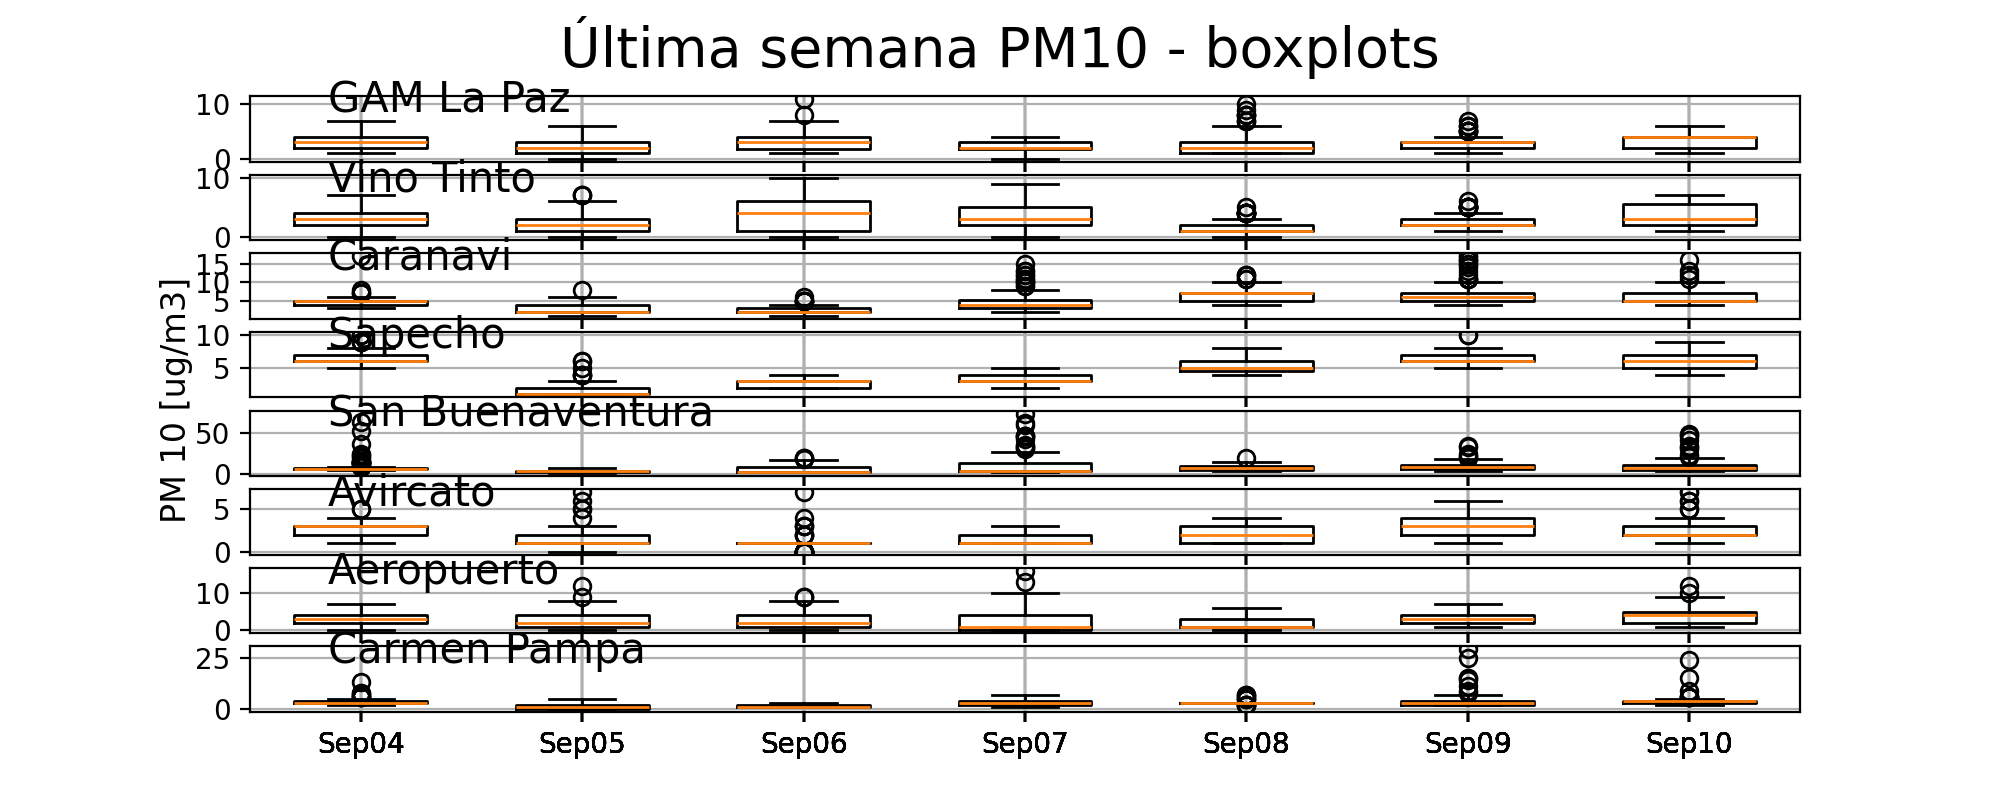 Última semana PM10 - boxplots
PM 10 [ug/m3]
GAM La Paz
10
0
Vino Tinto
10
0
Caranavi
15
10
5
Sapecho
10
5
San Buenaventura
50
0
Avircato
5
0
Aeropuerto
10
0
Carmen Pampa
25
0
Sep04 Sep05 Sep06 Sep07 Sep08 Sep09 Sep10